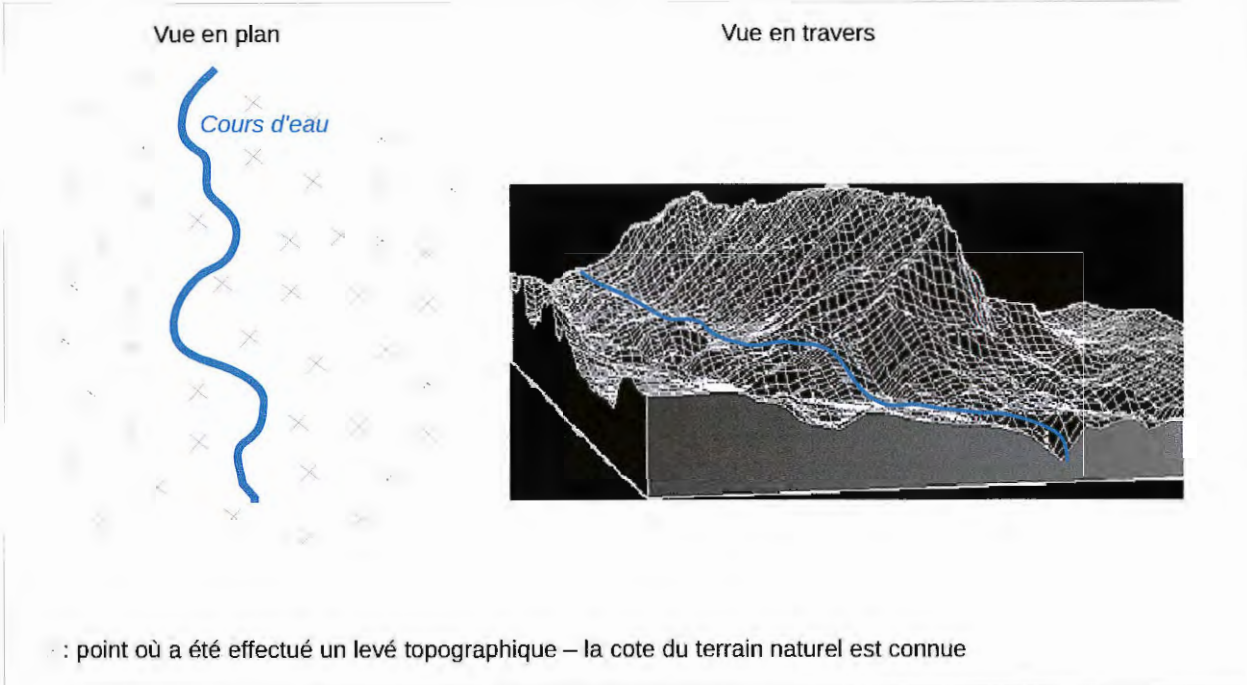 Vue en plan
Vue en travers
Cours d'eau
: point où a été effectué un levé topographique – la cote du terrain naturel est connue